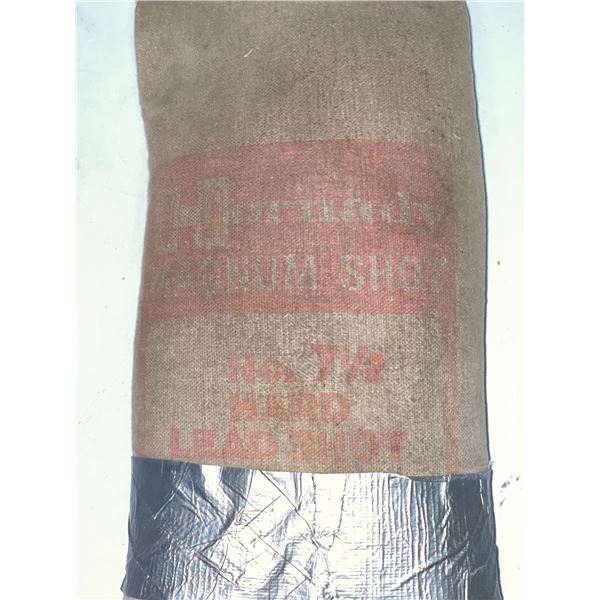 Hornady
MAGNUM SHOT
No. 7½
HARD
LEAD SHOT